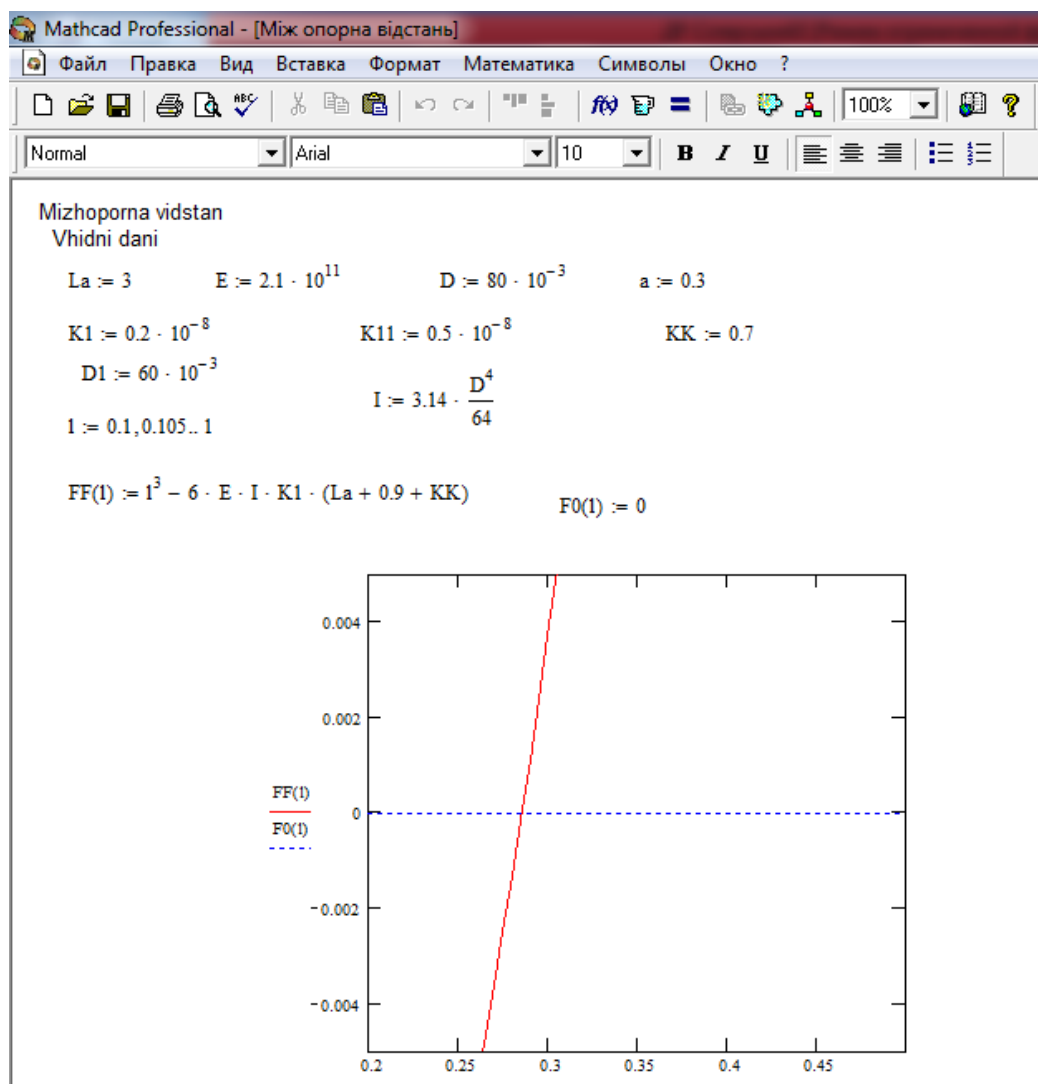 Mathcad Professional - [Між опорна відстань]
Файл Правка Вид Вставка Формат Математика Символы Окно ?
100%
Normal Arial 10 B I U
Mizhoporna vidstan
Vhidni dani
La := 3 E := 2.1 · 10^11 D := 80 · 10^-3 a := 0.3
K1 := 0.2 · 10^-8 K11 := 0.5 · 10^-8 KK := 0.7
D1 := 60 · 10^-3
I := 3.14 · D^4/64
l := 0.1,0.105.. 1
FF(l) := l^3 - 6 · E · I · K1 · (La + 0.9 + KK)
F0(l) := 0
0.004
0.002
FF(l)
0
F0(l)
-0.002
-0.004
0.2 0.25 0.3 0.35 0.4 0.45